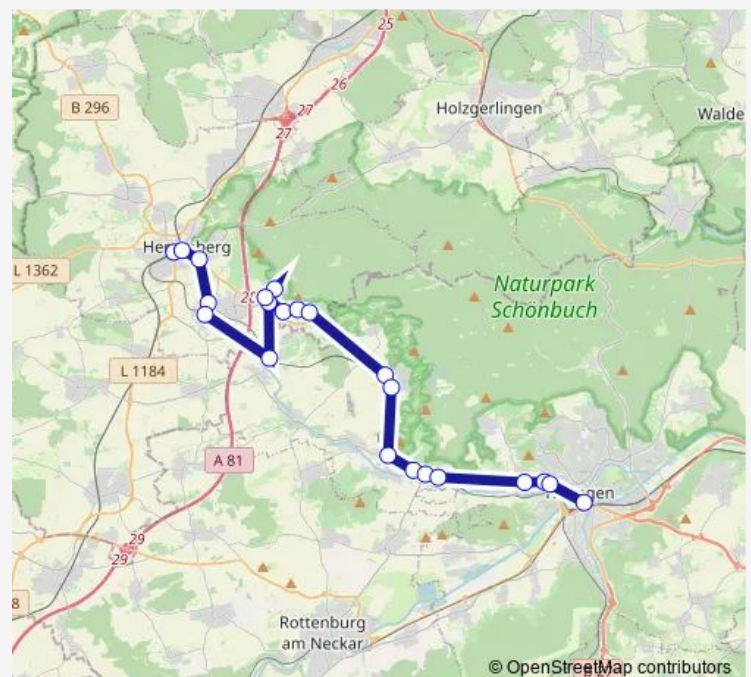 25
26
B 296
27
27
Holzgerlingen
Walde
L 1362
Naturpark
Schönbuch
L 1184
A 81
29
29
8
Rottenburg
am Neckar
© OpenStreetMap contributors